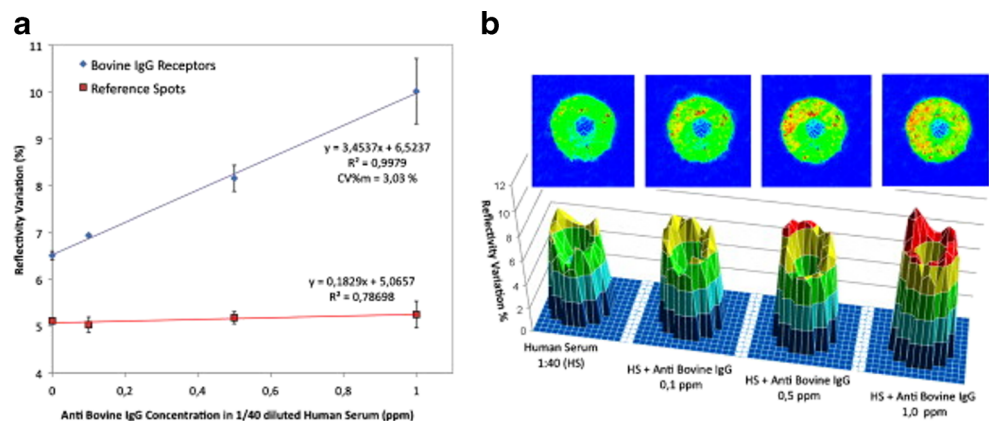 a
11
10
9
8
7
6
5
4
Reflectivity Variation (%)
Bovine IgG Receptors
Reference Spots
y = 3,4537x + 6,5237
R² = 0,9979
CV%m = 3,03 %
y = 0,1829x + 5,0657
R² = 0,78698
0
0,2
0,4
0,6
0,8
1
Anti Bovine IgG Concentration in 1/40 diluted Human Serum (ppm)
b
12
10
8
6
4
2
0
Reflectivity Variation %
Human Serum
1:40 (HS)
HS + Anti Bovine IgG
0,1 ppm
HS + Anti Bovine IgG
0,5 ppm
HS + Anti Bovine IgG
1,0 ppm